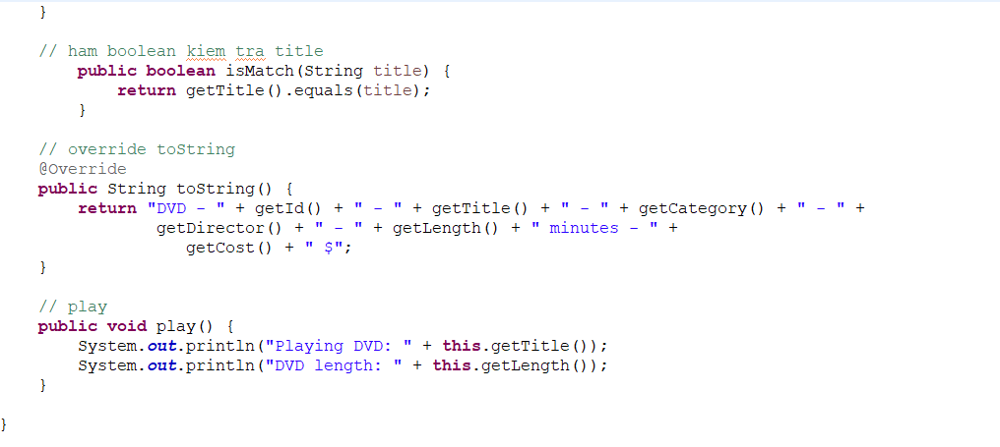 }
// ham boolean kiem tra title
public boolean isMatch(String title) {
return getTitle().equals(title);
}
// override toString
@Override
public String toString() {
return "DVD - " + getId() + " - " + getTitle() + " - " + getCategory() + " - " +
getDirector() + " - " + getLength() + " minutes - " +
getCost() + " $";
}
// play
public void play() {
System.out.println("Playing DVD: " + this.getTitle());
System.out.println("DVD length: " + this.getLength());
}
}